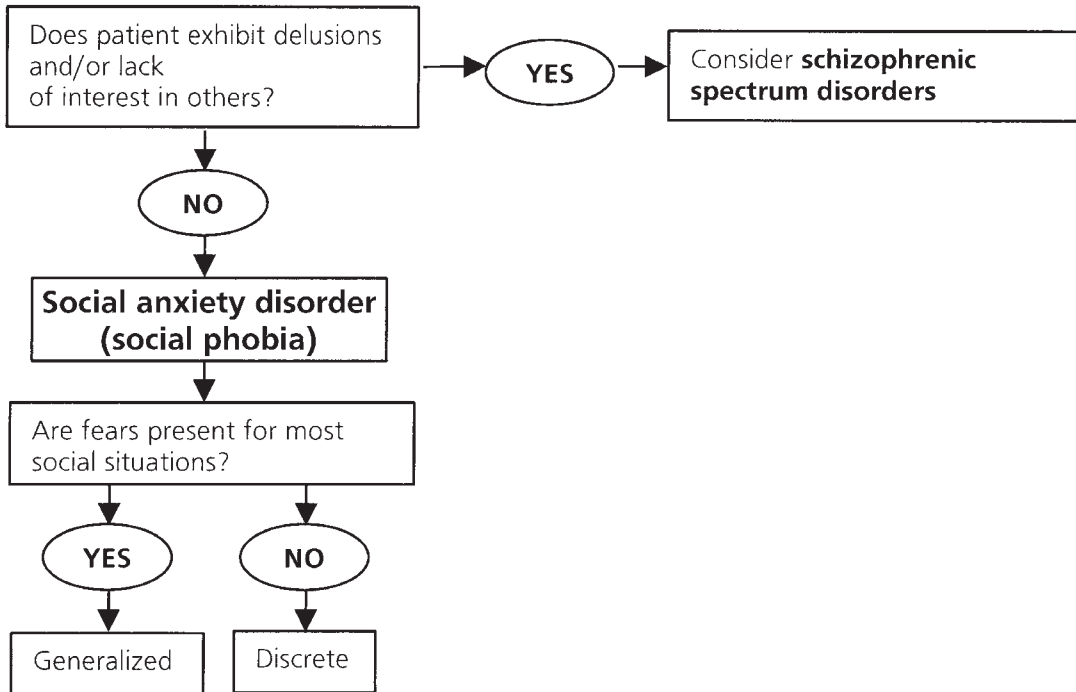 Does patient exhibit delusions
and/or lack
of interest in others?
YES
Consider schizophrenic
spectrum disorders
NO
Social anxiety disorder
(social phobia)
Are fears present for most
social situations?
YES
NO
Generalized
Discrete